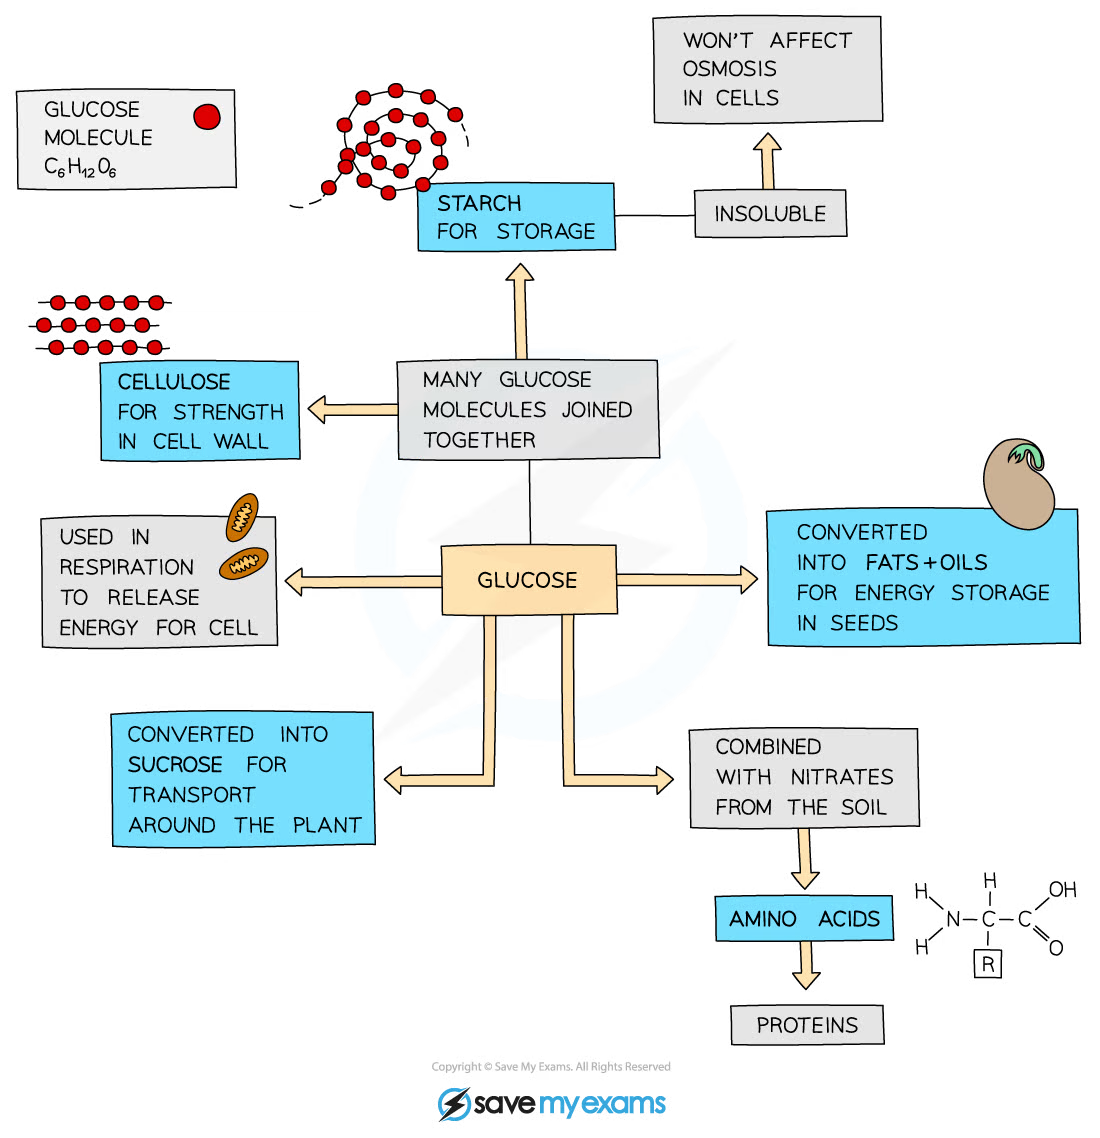 WON'T AFFECT
OSMOSIS
IN CELLS
GLUCOSE
MOLECULE
C₆H₁₂O₆
STARCH
FOR STORAGE
INSOLUBLE
CELLULOSE
FOR STRENGTH
IN CELL WALL
MANY GLUCOSE
MOLECULES JOINED
TOGETHER
USED IN
RESPIRATION
TO RELEASE
ENERGY FOR CELL
GLUCOSE
CONVERTED
INTO FATS+OILS
FOR ENERGY STORAGE
IN SEEDS
CONVERTED INTO
SUCROSE FOR
TRANSPORT
AROUND THE PLANT
COMBINED
WITH NITRATES
FROM THE SOIL
AMINO ACIDS
H H OH
N C C
H R O
PROTEINS
Copyright © Save My Exams. All Rights Reserved
save my exams